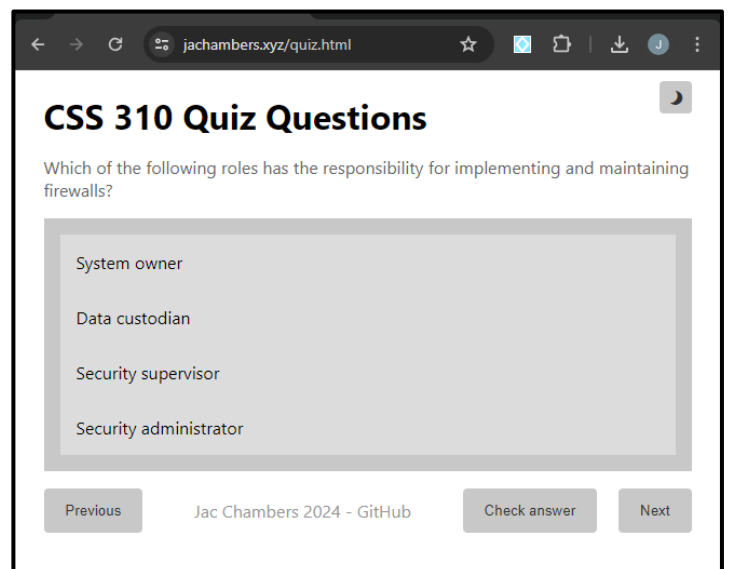 jachambers.xyz/quiz.html
J
CSS 310 Quiz Questions
Which of the following roles has the responsibility for implementing and maintaining
firewalls?
System owner
Data custodian
Security supervisor
Security administrator
Previous
Jac Chambers 2024 - GitHub
Check answer
Next